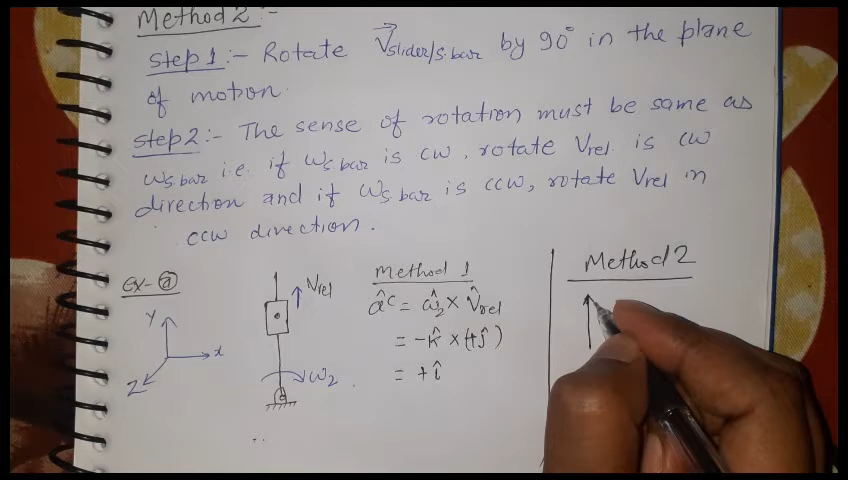 Method 2:-
Step 1:- Rotate V⃗slider/s.bar by 90° in the plane
of motion.
Step 2:- The sense of rotation must be same as
ωs.bar i.e. if ωs.bar is cw, rotate Vrel. is cw
direction and if ωs.bar is ccw, rotate Vrel in
ccw direction.
Ex-ⓐ
Y
x
Z
Vrel
ω2
Method 1
âᶜ = ω̂2 × V̂rel
= -k̂ × (+ĵ)
= +î
Method 2